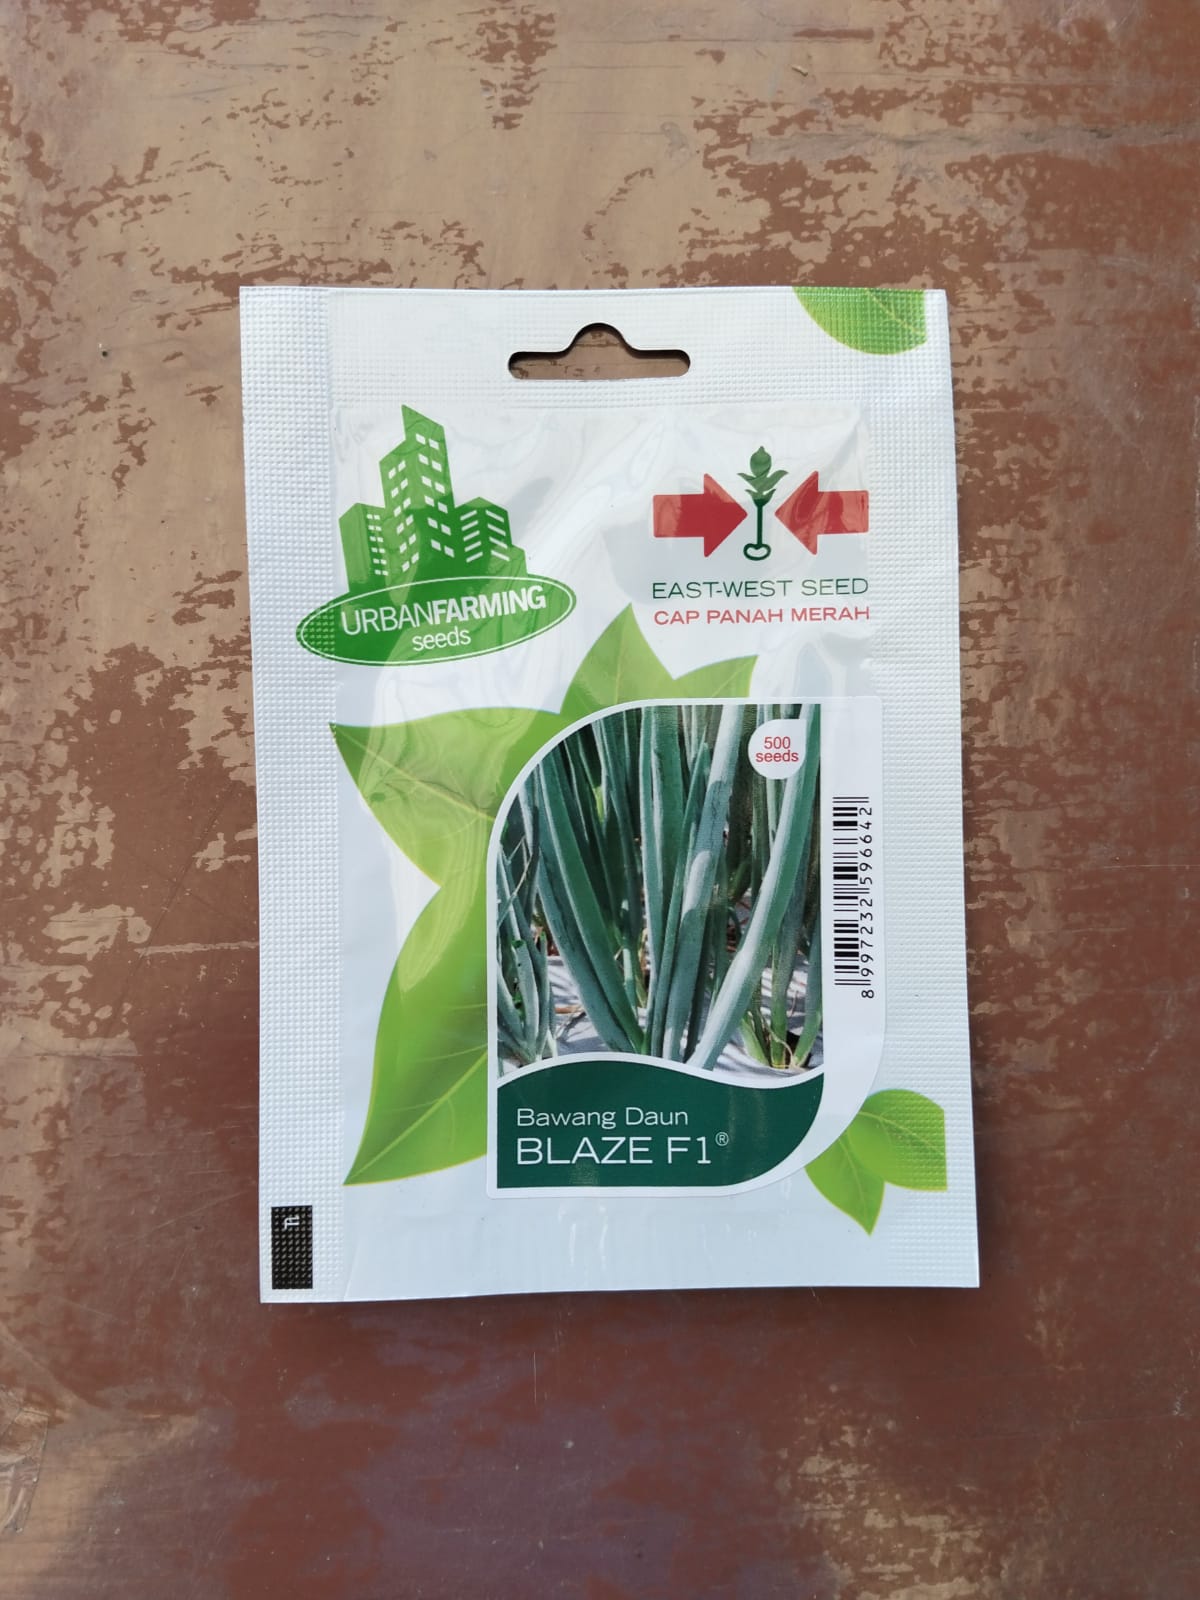 URBANFARMING
seeds
EAST-WEST SEED
CAP PANAH MERAH
500
seeds
8997232596642
Bawang Daun
BLAZE F1®